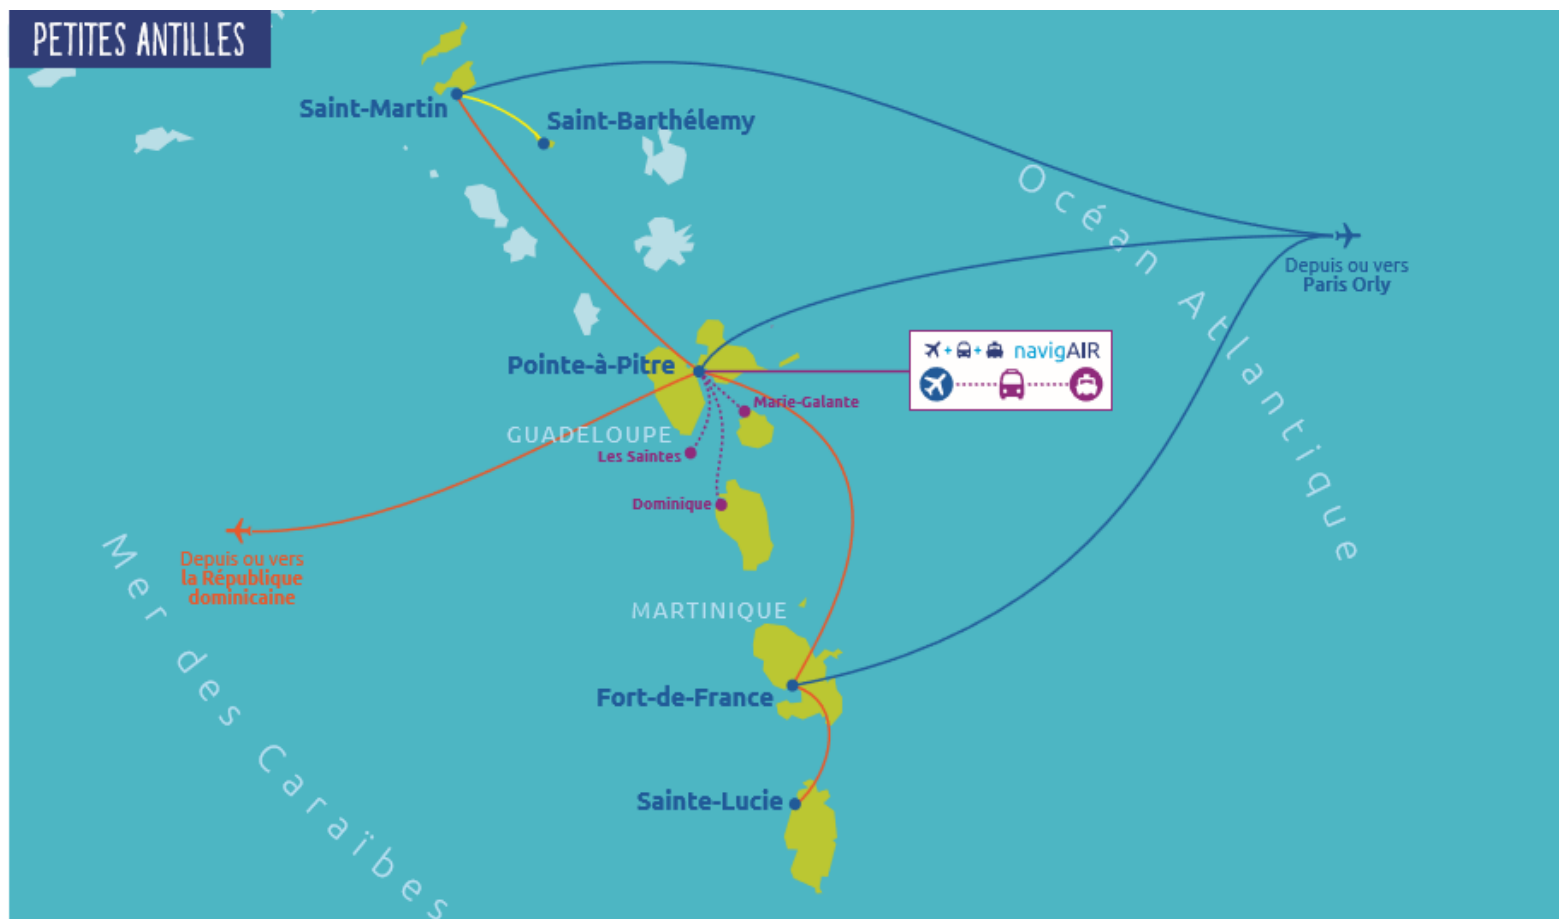 PETITES ANTILLES
Saint-Martin
Saint-Barthélemy
Océan Atlantique
Depuis ou vers
Paris Orly
Pointe-à-Pitre
++ navigAIR
Marie-Galante
GUADELOUPE
Les Saintes
Dominique
Depuis ou vers
la République
dominicaine
Mer des Caraïbes
MARTINIQUE
Fort-de-France
Sainte-Lucie